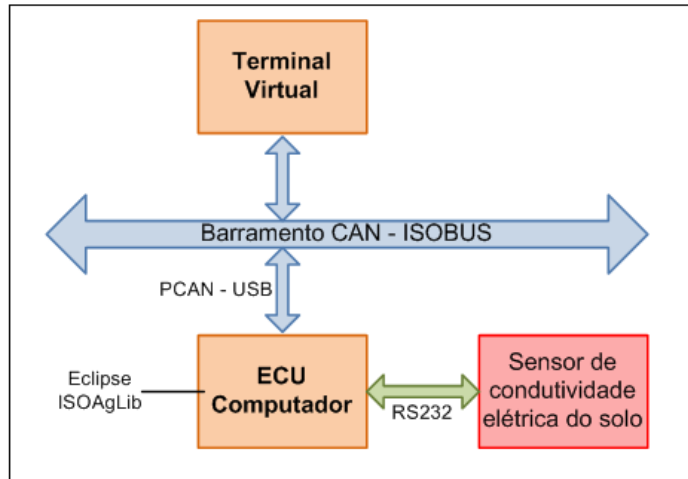 Terminal
Virtual
Barramento CAN - ISOBUS
PCAN - USB
Eclipse
ISOAgLib
ECU
Computador
RS232
Sensor de
condutividade
elétrica do solo